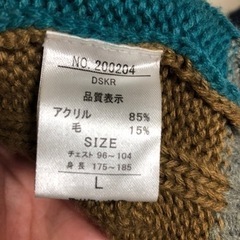 NO. 200204
DSKR
品質表示
アクリル 85%
毛 15%
SIZE
チェスト 96～104
身長 175～185
L